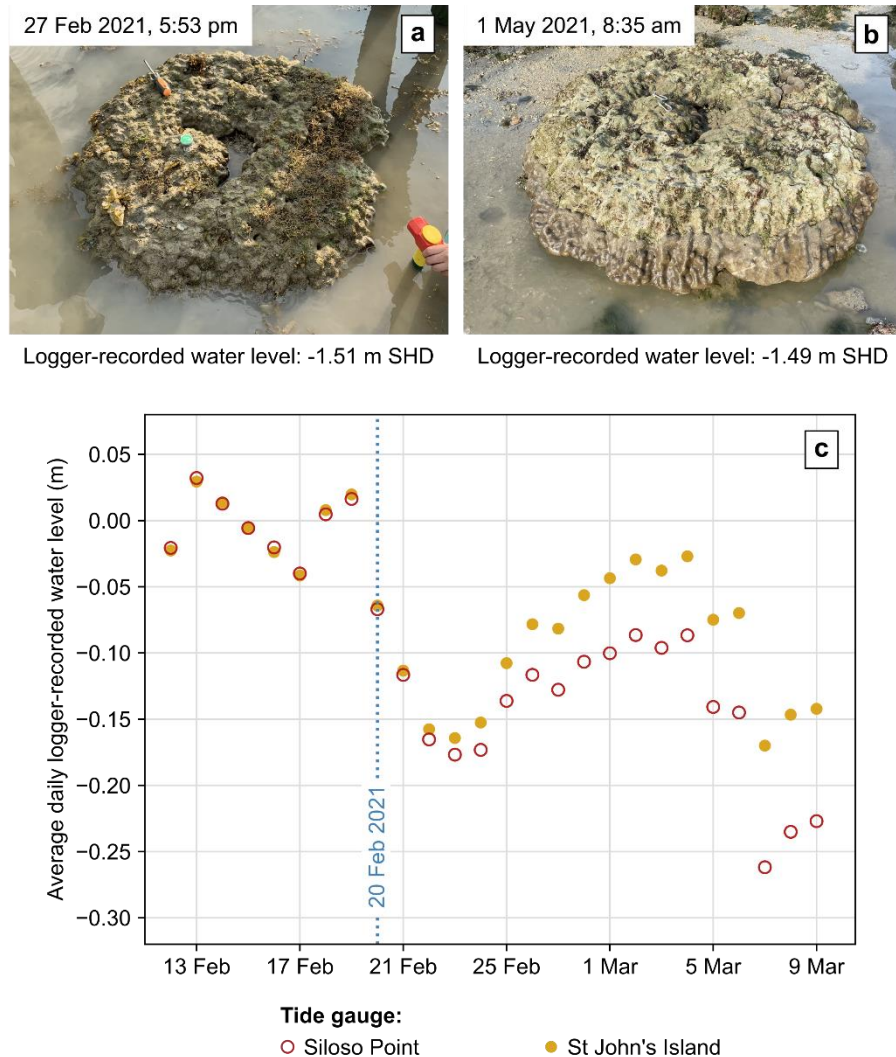 27 Feb 2021, 5:53 pm
a
1 May 2021, 8:35 am
b
Logger-recorded water level: -1.51 m SHD
Logger-recorded water level: -1.49 m SHD
c
Average daily logger-recorded water level (m)
0.05
0.00
−0.05
−0.10
−0.15
−0.20
−0.25
−0.30
20 Feb 2021
13 Feb 17 Feb 21 Feb 25 Feb 1 Mar 5 Mar 9 Mar
Tide gauge:
Siloso Point St John's Island